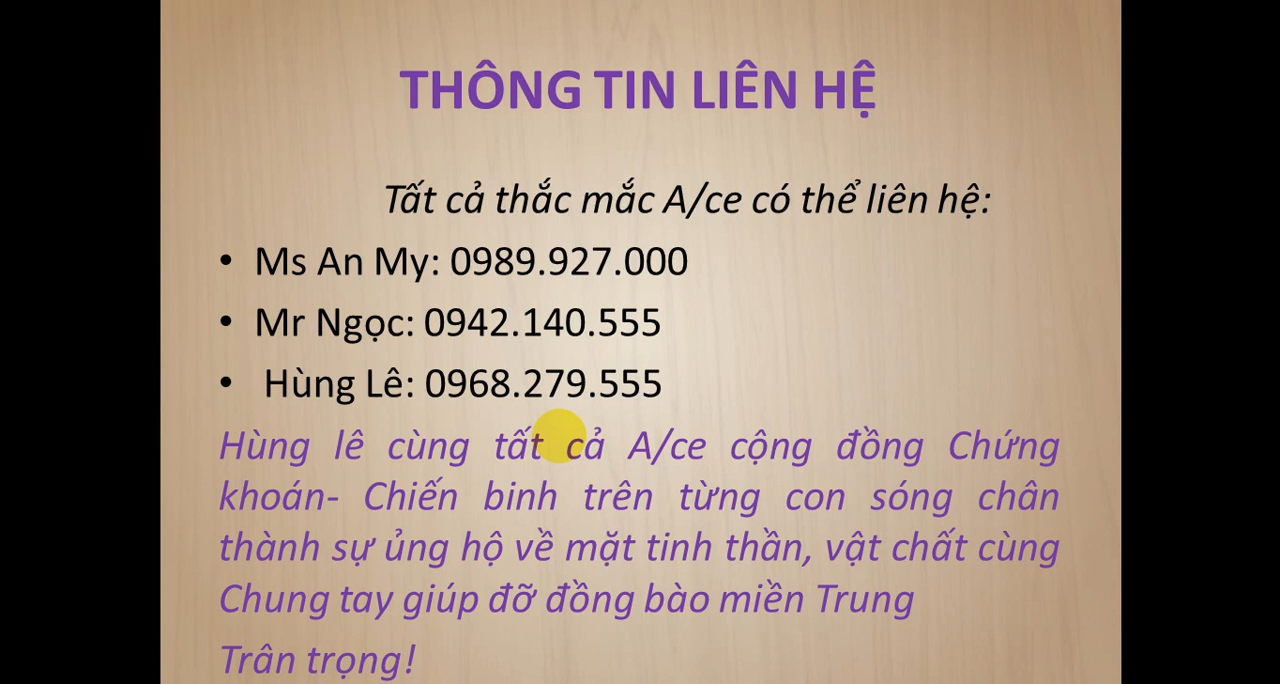 THÔNG TIN LIÊN HỆ
Tất cả thắc mắc A/ce có thể liên hệ:
• Ms An My: 0989.927.000
• Mr Ngọc: 0942.140.555
• Hùng Lê: 0968.279.555
Hùng lê cùng tất cả A/ce cộng đồng Chứng
khoán- Chiến binh trên từng con sóng chân
thành sự ủng hộ về mặt tinh thần, vật chất cùng
Chung tay giúp đỡ đồng bào miền Trung
Trân trọng!